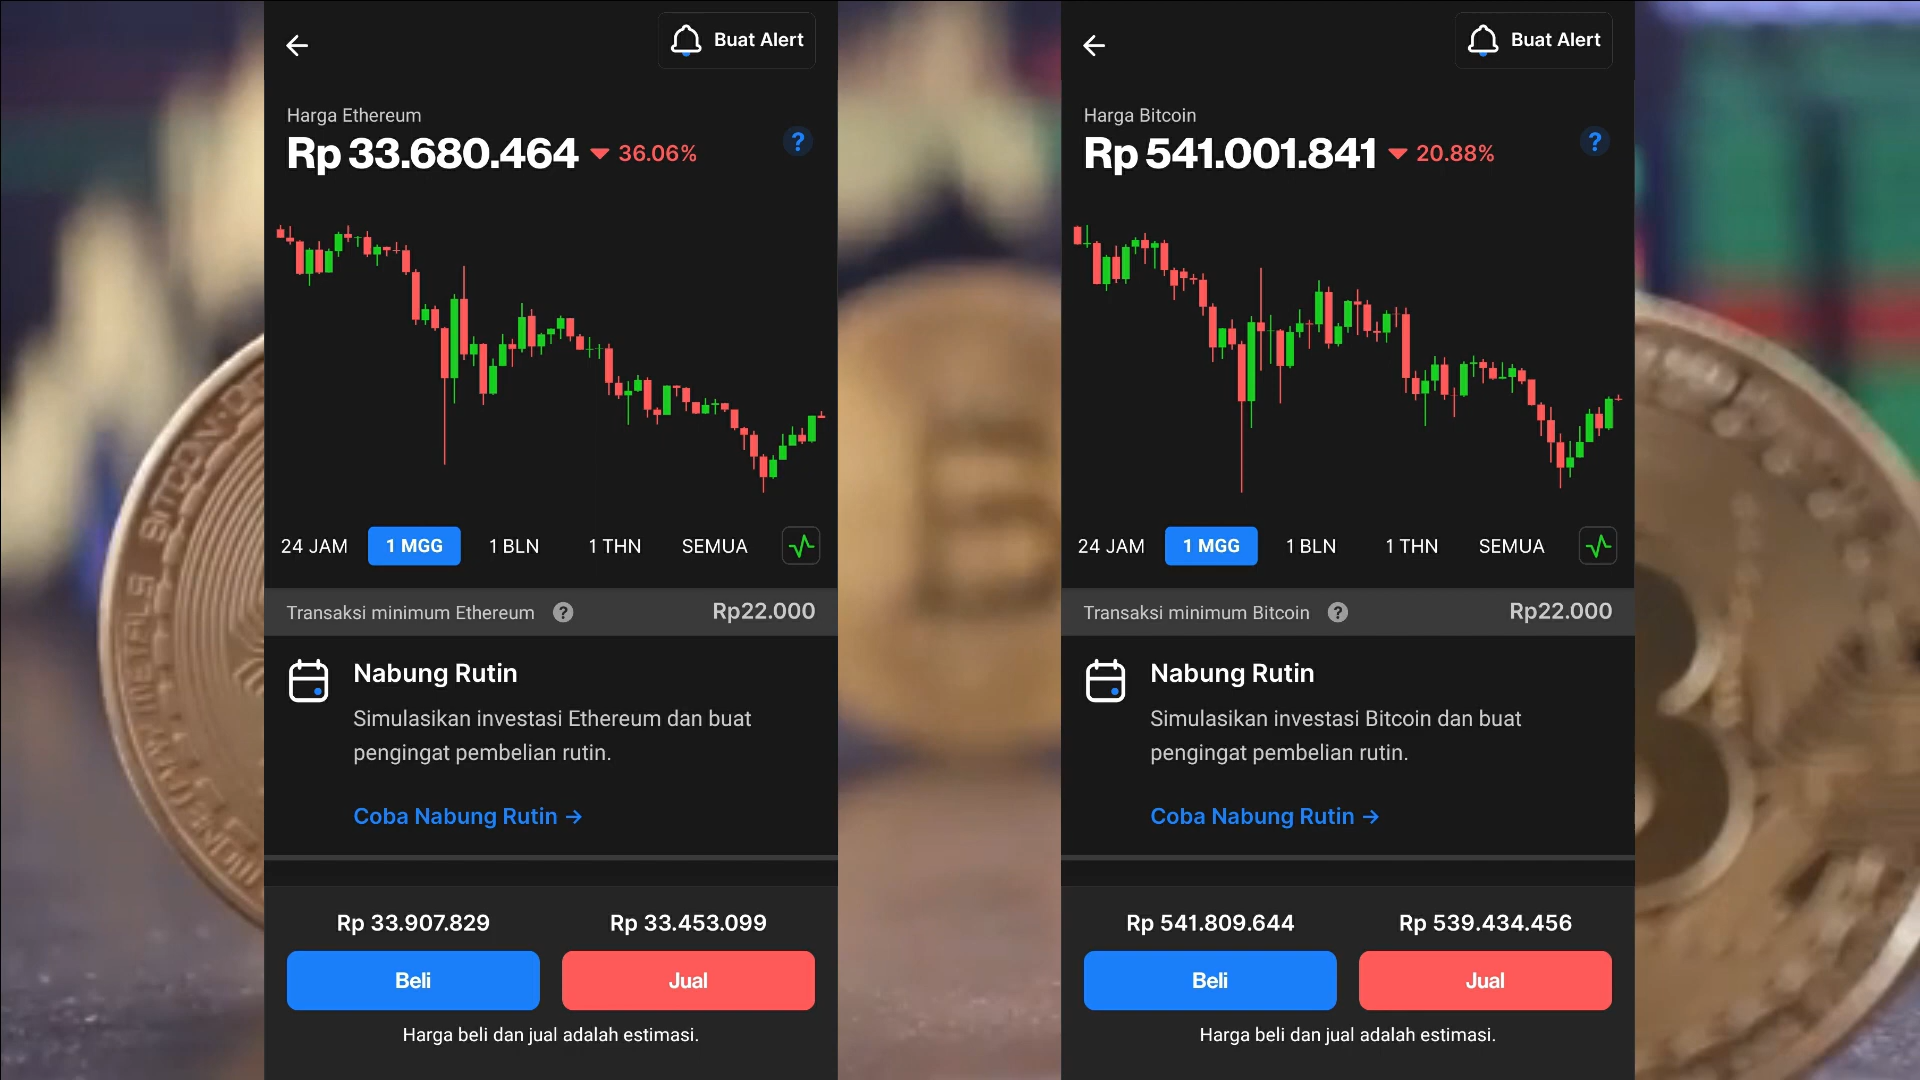 Buat Alert
Harga Ethereum
Rp 33.680.464 36.06%
?
24 JAM 1 MGG 1 BLN 1 THN SEMUA
Transaksi minimum Ethereum ? Rp22.000
Nabung Rutin
Simulasikan investasi Ethereum dan buat
pengingat pembelian rutin.
Coba Nabung Rutin →
Rp 33.907.829 Rp 33.453.099
Beli Jual
Harga beli dan jual adalah estimasi.
Buat Alert
Harga Bitcoin
Rp 541.001.841 20.88%
?
24 JAM 1 MGG 1 BLN 1 THN SEMUA
Transaksi minimum Bitcoin ? Rp22.000
Nabung Rutin
Simulasikan investasi Bitcoin dan buat
pengingat pembelian rutin.
Coba Nabung Rutin →
Rp 541.809.644 Rp 539.434.456
Beli Jual
Harga beli dan jual adalah estimasi.